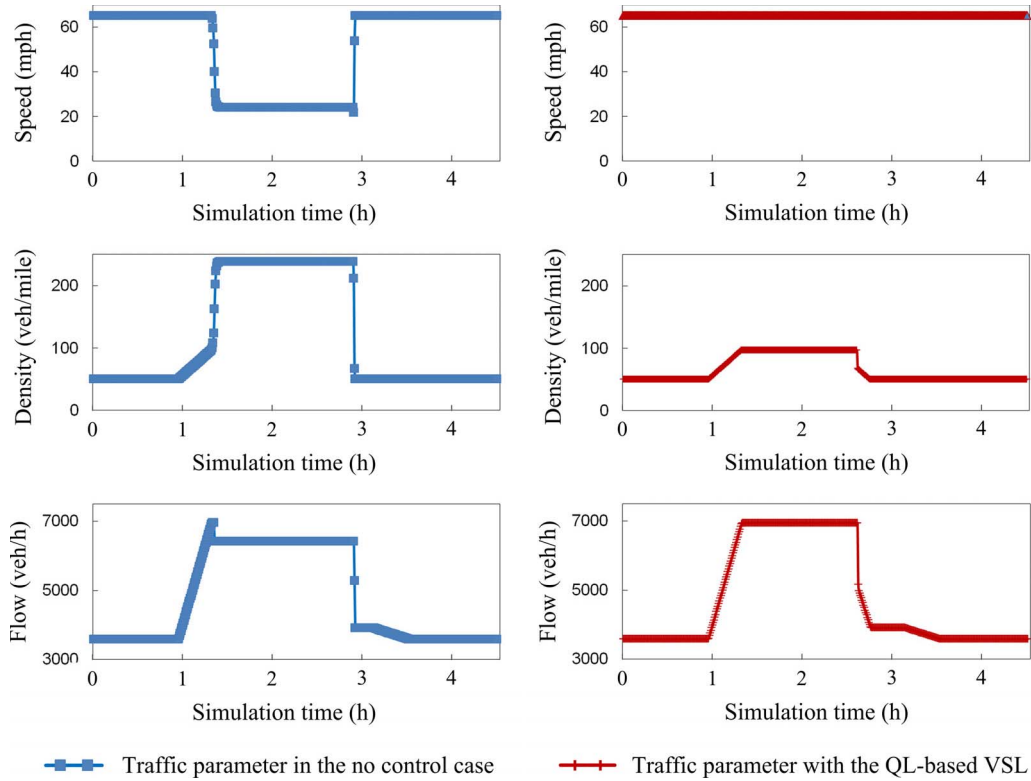 Speed (mph)
60
40
20
0
0 1 2 3 4
Simulation time (h)
Speed (mph)
60
40
20
0
0 1 2 3 4
Simulation time (h)
Density (veh/mile)
200
100
0
0 1 2 3 4
Simulation time (h)
Density (veh/mile)
200
100
0
0 1 2 3 4
Simulation time (h)
Flow (veh/h)
7000
5000
3000
0 1 2 3 4
Simulation time (h)
Flow (veh/h)
7000
5000
3000
0 1 2 3 4
Simulation time (h)
Traffic parameter in the no control case
Traffic parameter with the QL-based VSL